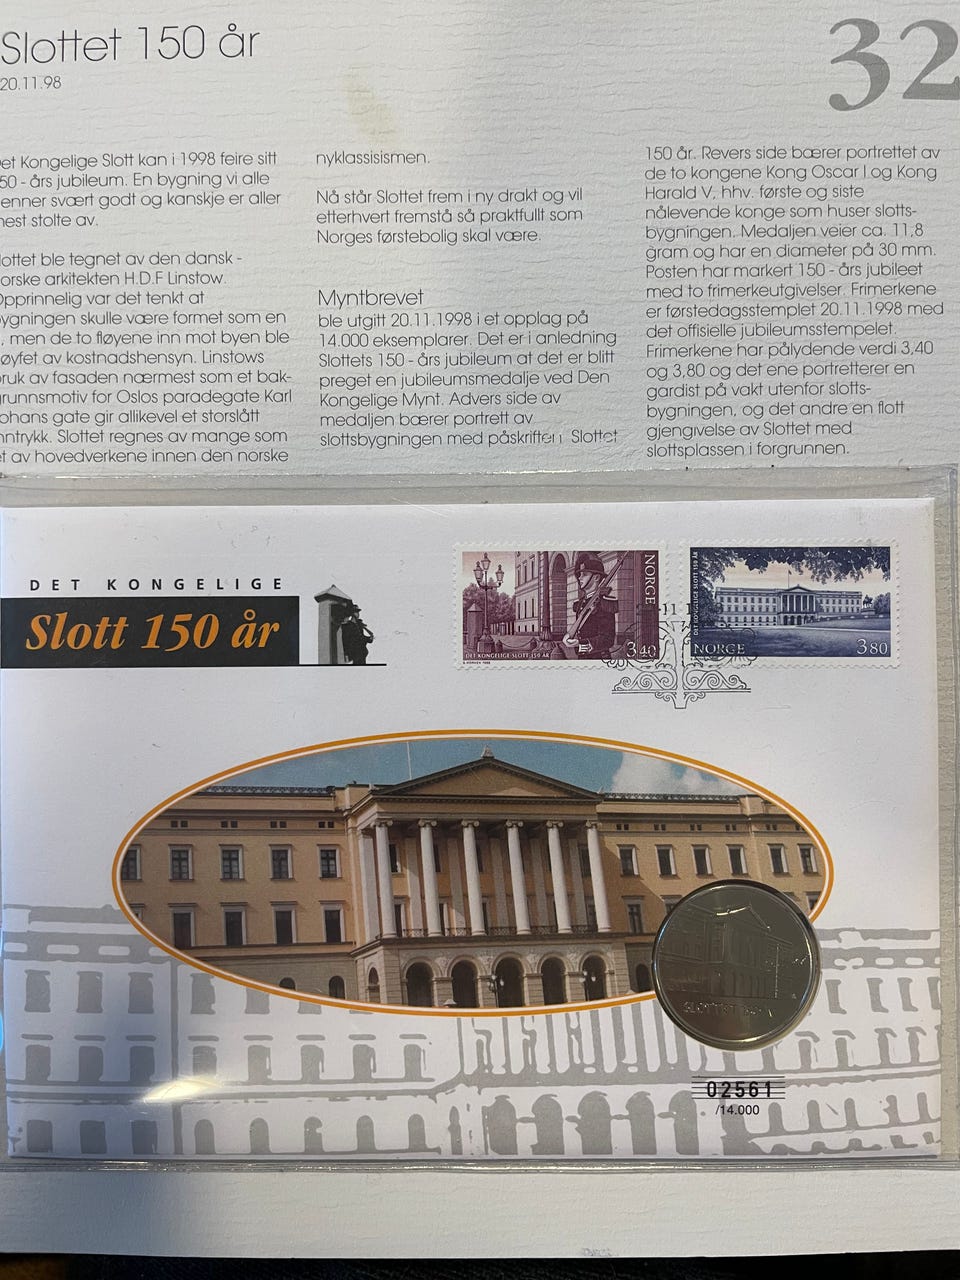 Slottet 150 år
20.11.98
32
et Kongelige Slott kan i 1998 feire sitt
50 - års jubileum. En bygning vi alle
enner svært godt og kanskje er aller
nest stolte av.
lottet ble tegnet av den dansk -
orske arkitekten H.D.F Linstow.
Opprinnelig var det tenkt at
ygningen skulle være formet som en
, men de to fløyene inn mot byen ble
øyfet av kostnadshensyn. Linstows
ruk av fasaden nærmest som et bak-
grunnsmotiv for Oslos paradegate Karl
ohans gate gir allikevel et storslått
nntrykk. Slottet regnes av mange som
et av hovedverkene innen den norske
nyklassisismen.
Nå står Slottet frem i ny drakt og vil
etterhvert fremstå så praktfullt som
Norges førstebolig skal være.
Myntbrevet
ble utgitt 20.11.1998 i et opplag på
14.000 eksemplarer. Det er i anledning
Slottets 150 - års jubileum at det er blitt
preget en jubileumsmedalje ved Den
Kongelige Mynt. Advers side av
medaljen bærer portrett av
slottsbygningen med påskriften Slottet
150 år. Revers side bærer portrettet av
de to kongene Kong Oscar I og Kong
Harald V, hhv. første og siste
nålevende konge som huser slotts-
bygningen. Medaljen veier ca. 11,8
gram og har en diameter på 30 mm.
Posten har markert 150 - års jubileet
med to frimerkeutgivelser. Frimerkene
er førstedagsstemplet 20.11.1998 med
det offisielle jubileumsstempelet.
Frimerkene har pålydende verdi 3,40
og 3,80 og det ene portretterer en
gardist på vakt utenfor slotts-
bygningen, og det andre en flott
gjengivelse av Slottet med
slottsplassen i forgrunnen.
DET KONGELIGE
Slott 150 år
NORGE
3 40
DET KONGELIGE SLOTT 150 ÅR
DET KONGELIGE SLOTT 150 ÅR
NORGE
3 80
11
SLOTTET
02561
/14.000